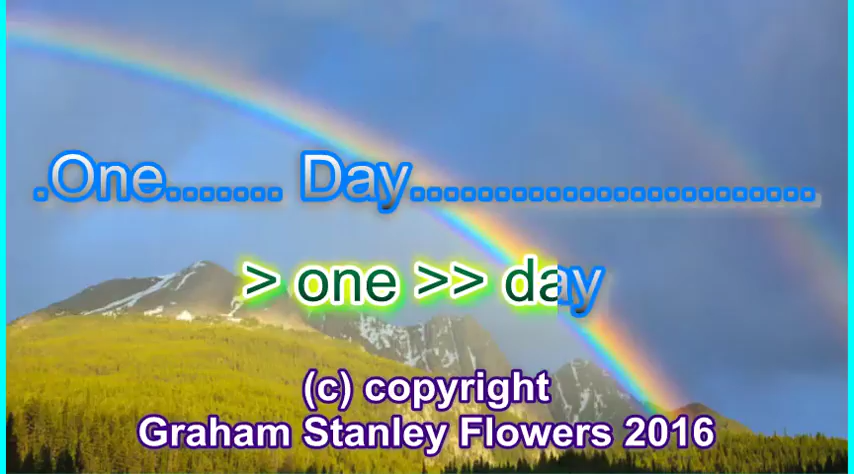 .One....... Day........................
> one >> day
(c) copyright
Graham Stanley Flowers 2016